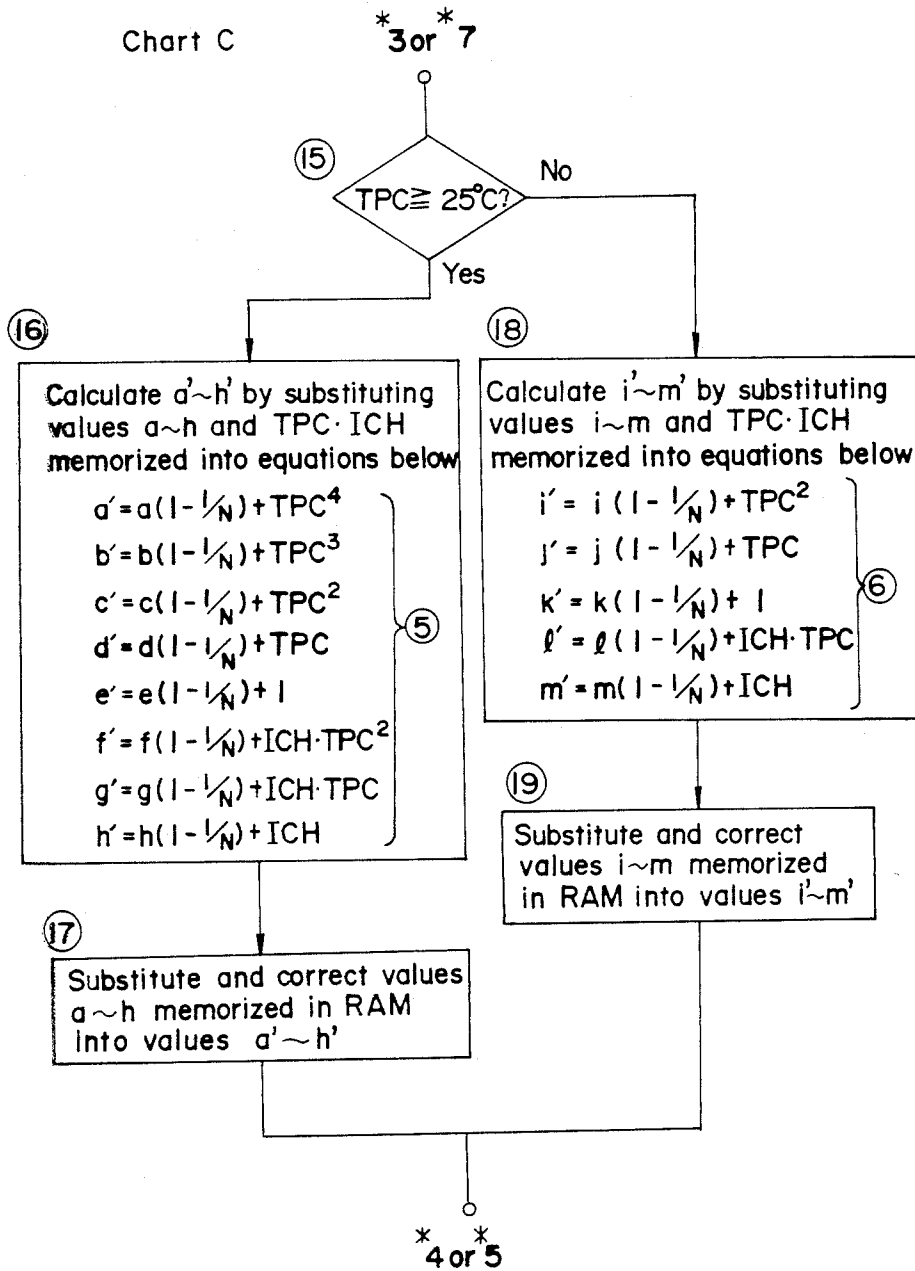 Chart C
*3 or *7
15
TPC ≧ 25°C?
No
Yes
16
Calculate a'~h' by substituting
values a~h and TPC·ICH
memorized into equations below
a'=a(1-1/N)+TPC⁴
b'=b(1-1/N)+TPC³
c'=c(1-1/N)+TPC²
d'=d(1-1/N)+TPC
e'=e(1-1/N)+1
f'=f(1-1/N)+ICH·TPC²
g'=g(1-1/N)+ICH·TPC
h'=h(1-1/N)+ICH
5
17
Substitute and correct values
a~h memorized in RAM
into values a'~h'
18
Calculate i'~m' by substituting
values i~m and TPC·ICH
memorized into equations below
i'= i (1-1/N)+TPC²
j'= j (1-1/N)+TPC
k'= k(1-1/N)+ 1
ℓ'= ℓ(1-1/N)+ICH·TPC
m'=m(1-1/N)+ICH
6
19
Substitute and correct
values i~m memorized
in RAM into values i'~m'
*4 or *5